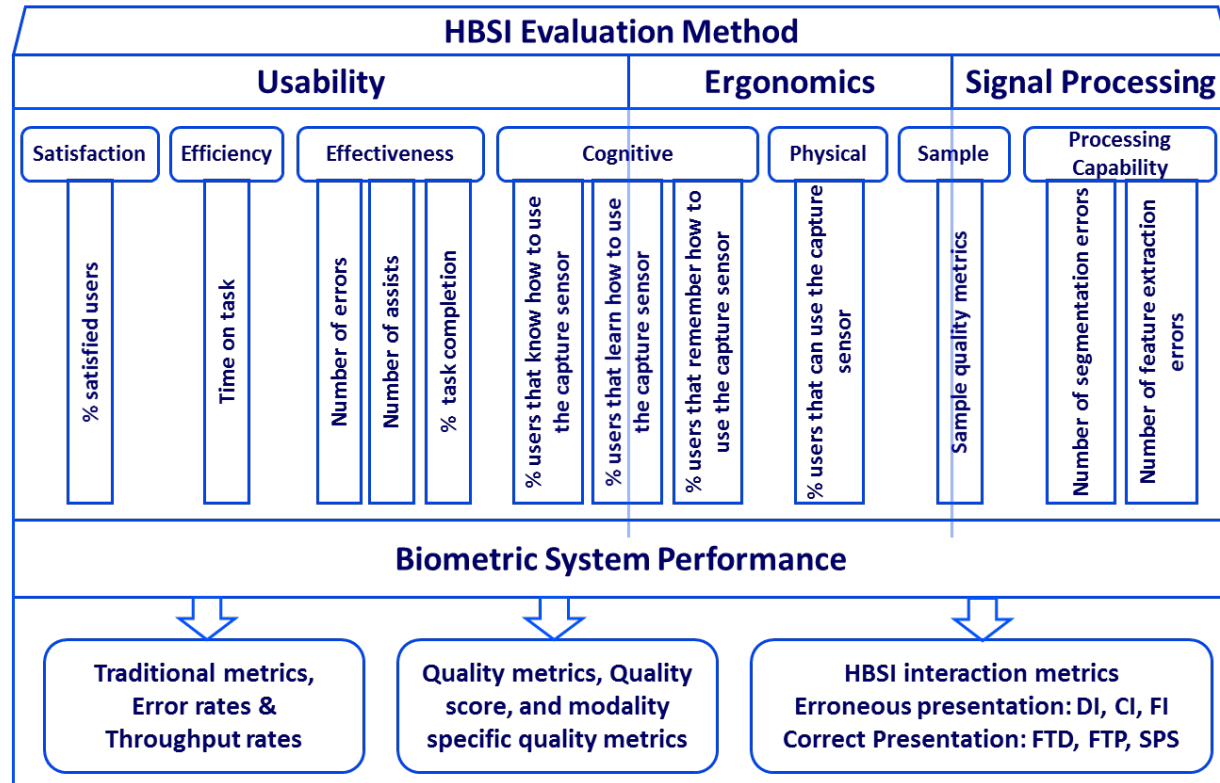 HBSI Evaluation Method
Usability
Ergonomics
Signal Processing
Satisfaction
Efficiency
Effectiveness
Cognitive
Physical
Sample
Processing
Capability
% satisfied users
Time on task
Number of errors
Number of assists
% task completion
% users that know how to use
the capture sensor
% users that learn how to use
the capture sensor
% users that remember how to
use the capture sensor
% users that can use the capture
sensor
Sample quality metrics
Number of segmentation errors
Number of feature extraction
errors
Biometric System Performance
Traditional metrics,
Error rates &
Throughput rates
Quality metrics, Quality
score, and modality
specific quality metrics
HBSI interaction metrics
Erroneous presentation: DI, CI, FI
Correct Presentation: FTD, FTP, SPS